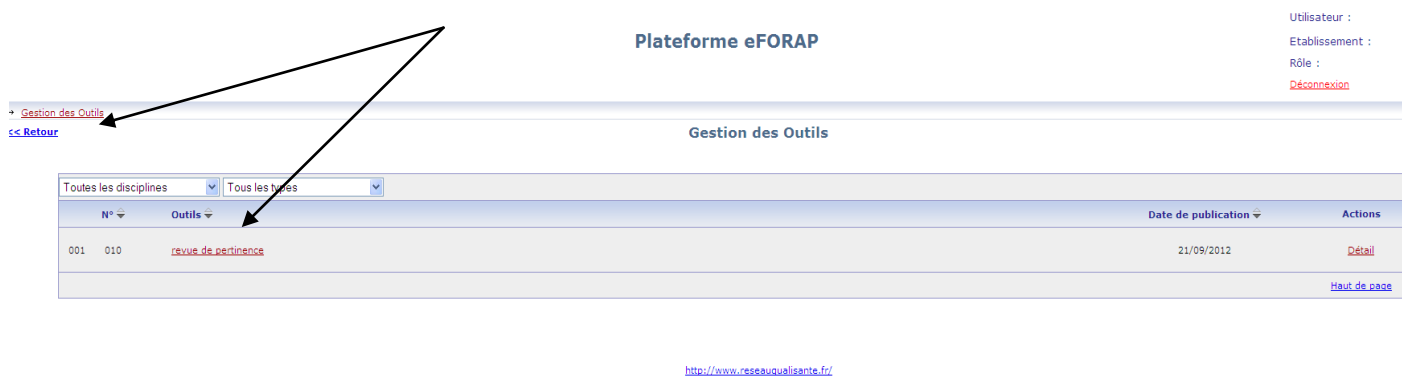 Plateforme eFORAP
Utilisateur :
Etablissement :
Rôle :
Déconnexion
Gestion des Outils
<< Retour
Gestion des Outils
Toutes les disciplines Tous les types
N° Outils Date de publication Actions
001 010 revue de pertinence 21/09/2012 Détail
Haut de page
http://www.reseauqualisante.fr/